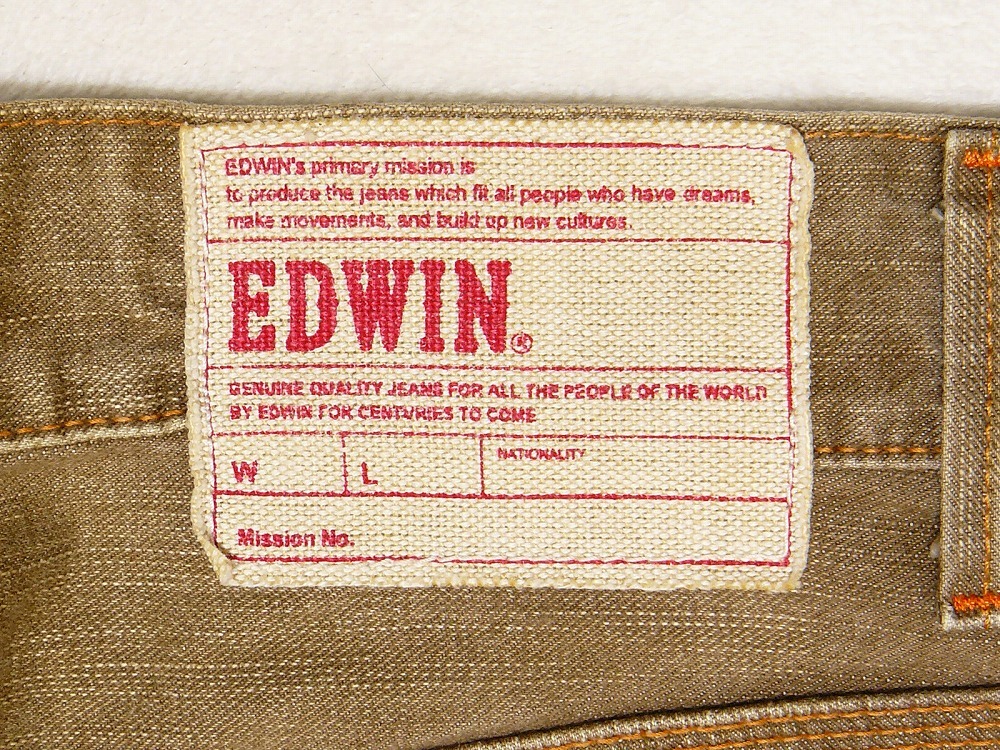 EDWIN's primary mission is
to produce the jeans which fit all people who have dreams,
make movements, and build up new cultures.
EDWIN®
GENUINE QUALITY JEANS FOR ALL THE PEOPLE OF THE WORLD
BY EDWIN FOR CENTURIES TO COME
W L NATIONALITY
Mission No.